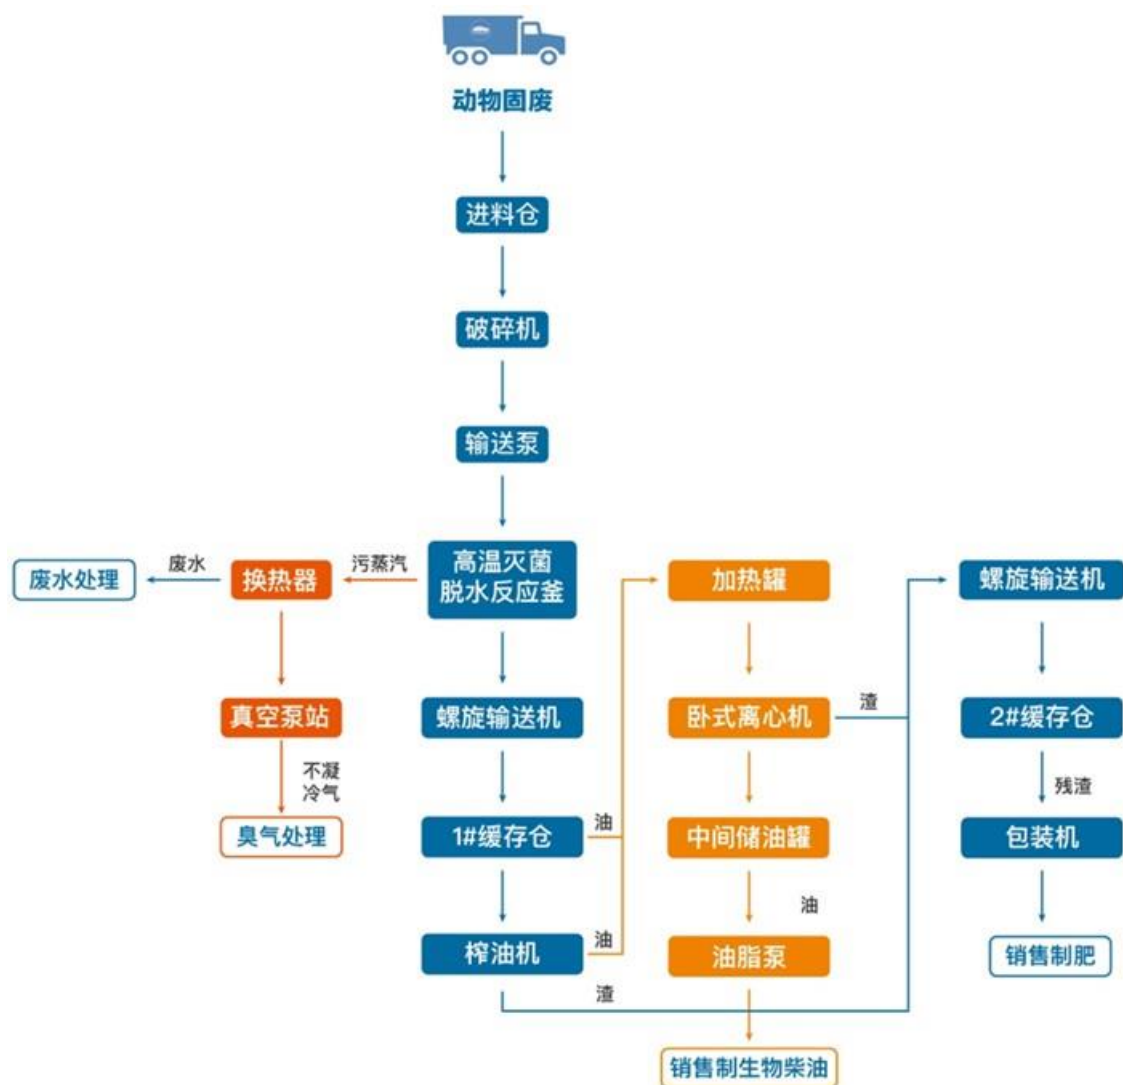 动物固废
进料仓
破碎机
输送泵
废水处理
废水
换热器
污蒸汽
高温灭菌
脱水反应釜
加热罐
螺旋输送机
真空泵站
螺旋输送机
卧式离心机
渣
2#缓存仓
不凝
冷气
残渣
臭气处理
1#缓存仓
油
中间储油罐
包装机
油
榨油机
油
油脂泵
销售制肥
渣
销售制生物柴油